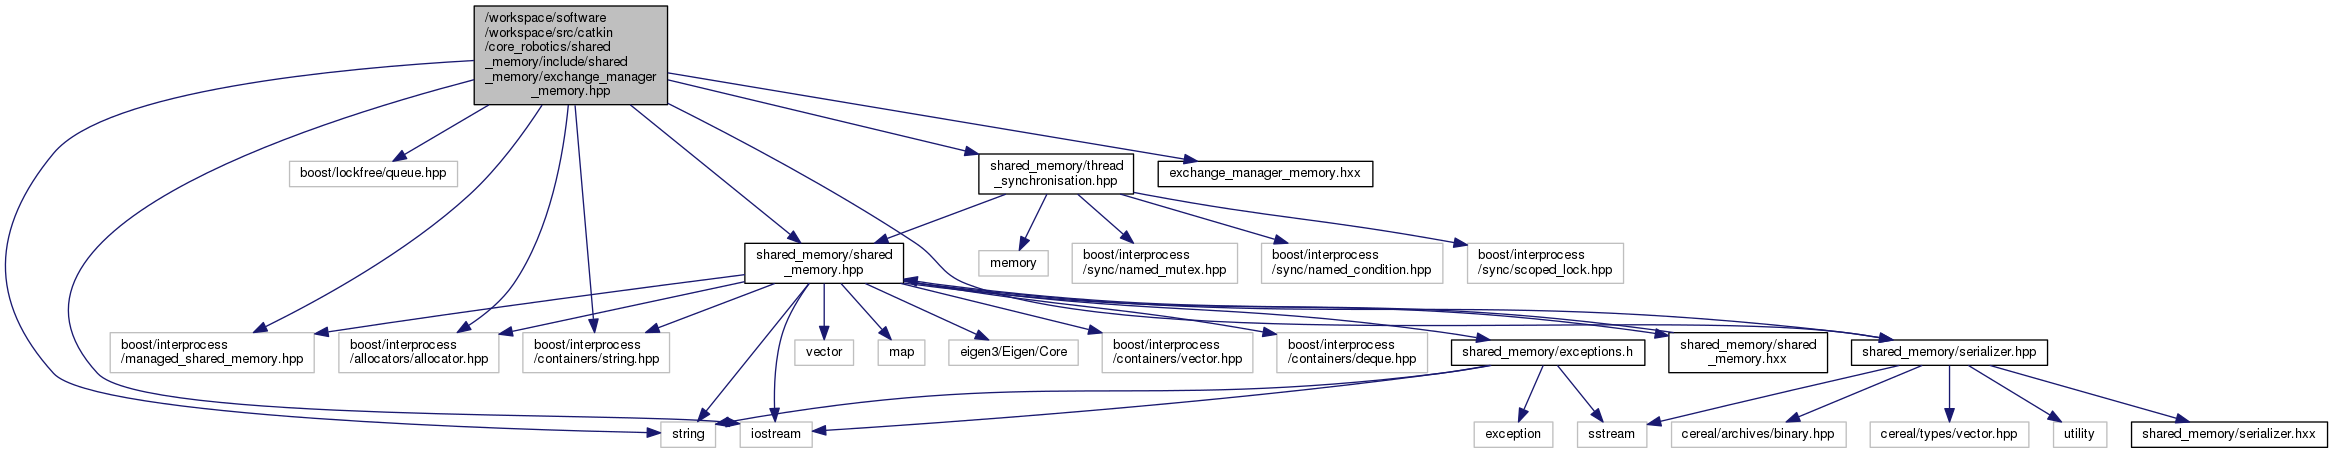 /workspace/software
/workspace/src/catkin
/core_robotics/shared
_memory/include/shared
_memory/exchange_manager
_memory.hpp
boost/lockfree/queue.hpp
shared_memory/thread
_synchronisation.hpp
exchange_manager_memory.hxx
shared_memory/shared
_memory.hpp
memory
boost/interprocess
/sync/named_mutex.hpp
boost/interprocess
/sync/named_condition.hpp
boost/interprocess
/sync/scoped_lock.hpp
boost/interprocess
/managed_shared_memory.hpp
boost/interprocess
/allocators/allocator.hpp
boost/interprocess
/containers/string.hpp
vector
map
eigen3/Eigen/Core
boost/interprocess
/containers/vector.hpp
boost/interprocess
/containers/deque.hpp
shared_memory/exceptions.h
shared_memory/shared
_memory.hxx
shared_memory/serializer.hpp
string
iostream
exception
sstream
cereal/archives/binary.hpp
cereal/types/vector.hpp
utility
shared_memory/serializer.hxx